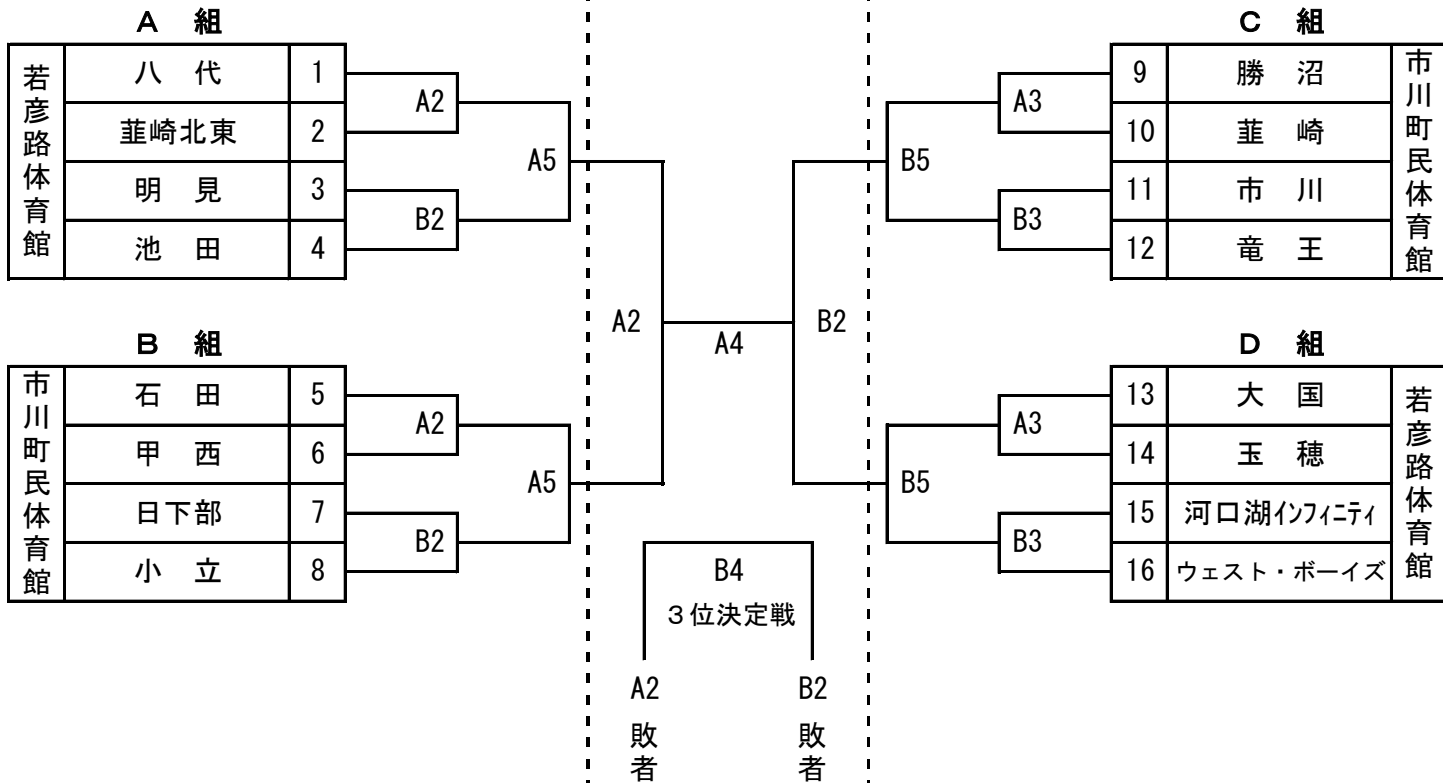 A 組
若彦路体育館
八 代 1
韮崎北東 2
明 見 3
池 田 4
A2
B2
A5
B 組
市川町民体育館
石 田 5
甲 西 6
日下部 7
小 立 8
A2
B2
A5
A2
A4
B2
C 組
9 勝 沼
10 韮 崎
11 市 川
12 竜 王
市川町民体育館
A3
B3
B5
D 組
13 大 国
14 玉 穂
15 河口湖インフィニティ
16 ウェスト・ボーイズ
若彦路体育館
A3
B3
B5
B4
3位決定戦
A2敗者
B2敗者